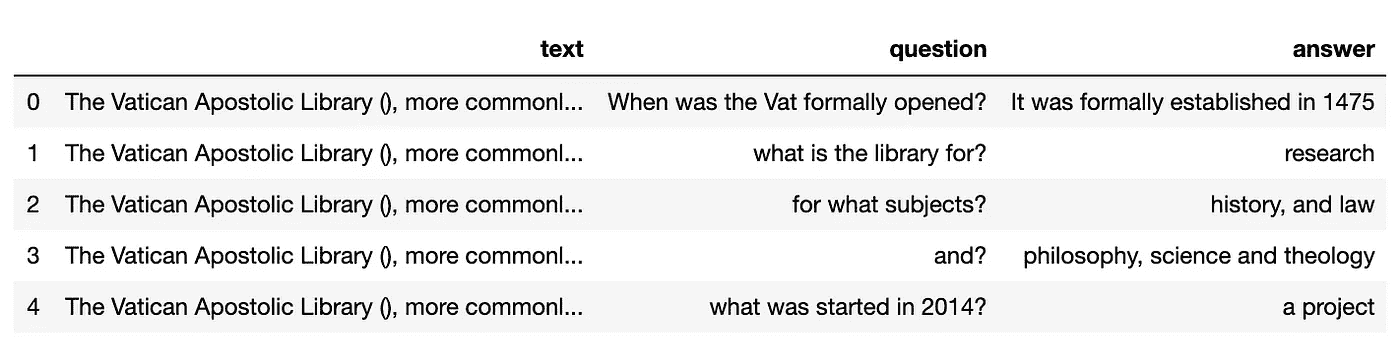 text question answer
0 The Vatican Apostolic Library (), more commonl... When was the Vat formally opened? It was formally established in 1475
1 The Vatican Apostolic Library (), more commonl... what is the library for? research
2 The Vatican Apostolic Library (), more commonl... for what subjects? history, and law
3 The Vatican Apostolic Library (), more commonl... and? philosophy, science and theology
4 The Vatican Apostolic Library (), more commonl... what was started in 2014? a project